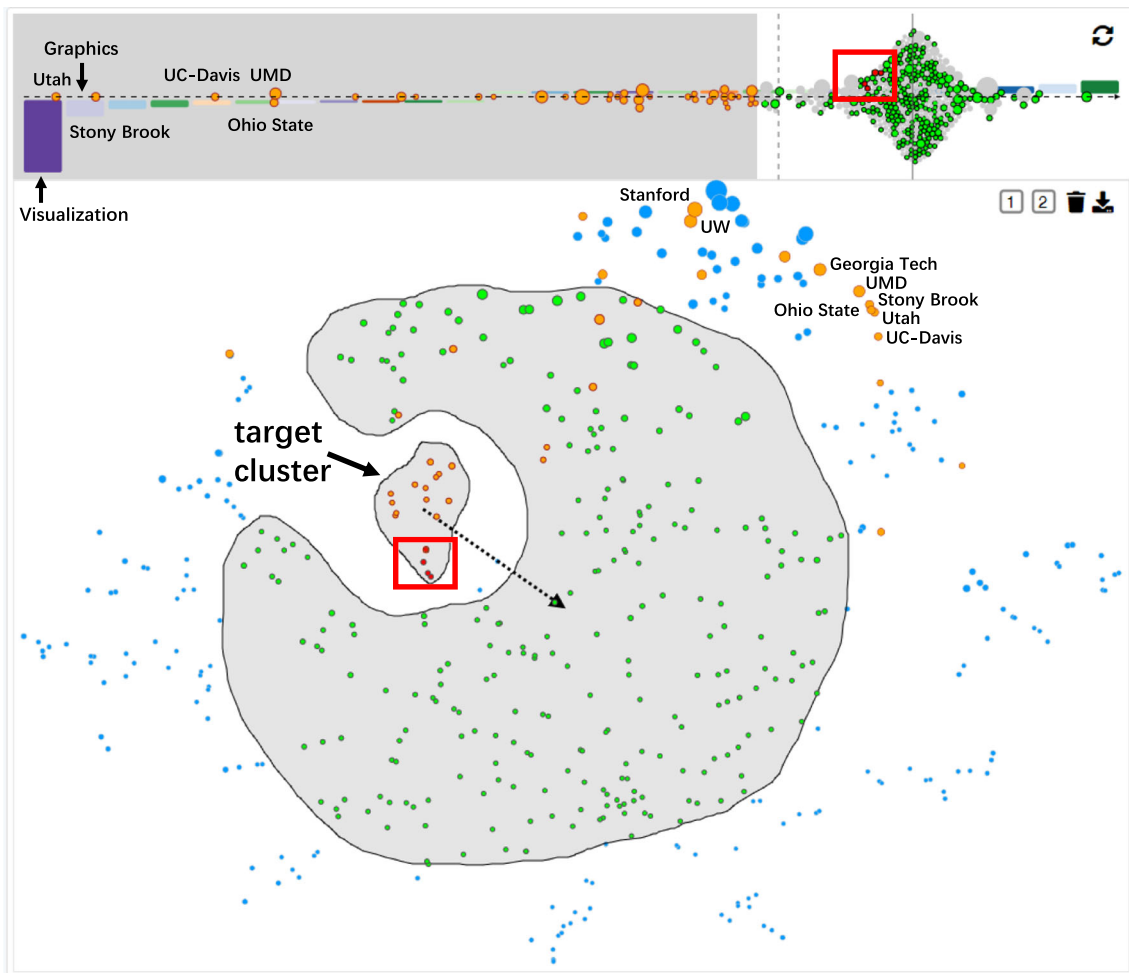 Graphics
Utah
UC-Davis UMD
Stony Brook
Ohio State
Visualization
1 2
Stanford
UW
Georgia Tech
UMD
Stony Brook
Ohio State
Utah
UC-Davis
target
cluster